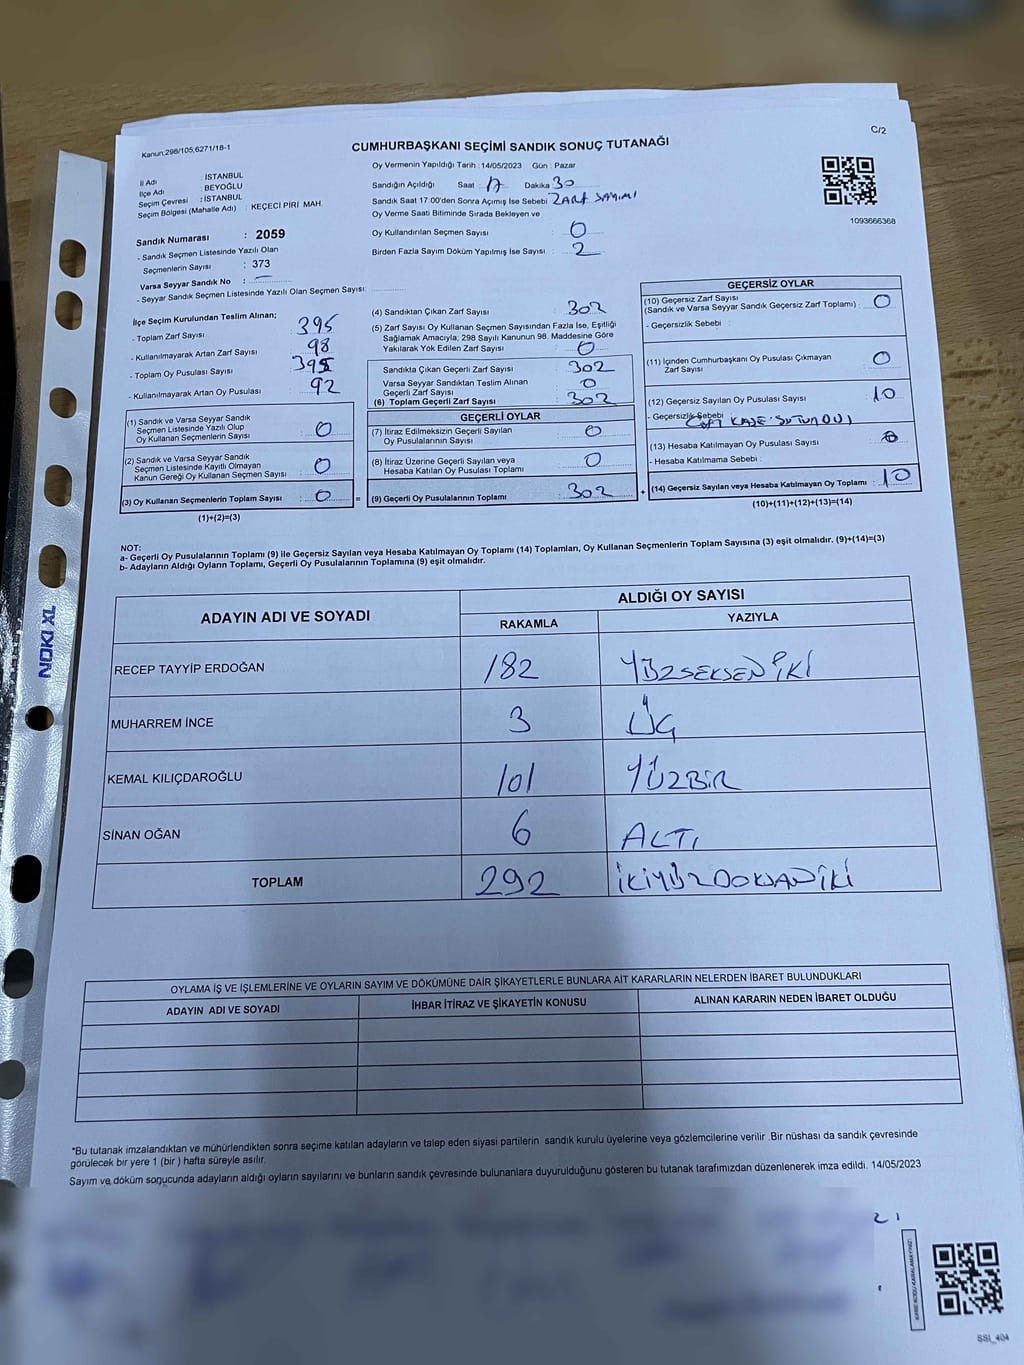 C/2
Kanun:298/105,6271/18-1
CUMHURBAŞKANI SEÇİMİ SANDIK SONUÇ TUTANAĞI
Oy Vermenin Yapıldığı Tarih : 14/05/2023 Gün : Pazar
İl Adı : İSTANBUL
İlçe Adı : BEYOĞLU
Seçim Çevresi : İSTANBUL
Seçim Bölgesi (Mahalle Adı) : KEÇECİ PİRİ MAH.
Sandığın Açıldığı Saat : 17 Dakika 30
Sandık Saat 17:00'den Sonra Açımış İse Sebebi ZARF SAYIMI
Oy Verme Saati Bitiminde Sırada Bekleyen ve
Oy Kullandırılan Seçmen Sayısı : 0
Birden Fazla Sayım Döküm Yapılmış İse Sayısı : 2
1093666368
Sandık Numarası : 2059
- Sandık Seçmen Listesinde Yazılı Olan
Seçmenlerin Sayısı : 373
Varsa Seyyar Sandık No : —
- Seyyar Sandık Seçmen Listesinde Yazılı Olan Seçmen Sayısı:
İlçe Seçim Kurulundan Teslim Alınan;
- Toplam Zarf Sayısı : 395
- Kullanılmayarak Artan Zarf Sayısı : 98
- Toplam Oy Pusulası Sayısı : 395
- Kullanılmayarak Artan Oy Pusulası : 92
(1) Sandık ve Varsa Seyyar Sandık
Seçmen Listesinde Yazılı Olup
Oy Kullanan Seçmenlerin Sayısı : 0
(2) Sandık ve Varsa Seyyar Sandık
Seçmen Listesinde Kayıtlı Olmayan
Kanun Gereği Oy Kullanan Seçmen Sayısı : 0
(3) Oy Kullanan Seçmenlerin Toplam Sayısı : 0 =
(1)+(2)=(3)
(4) Sandıktan Çıkan Zarf Sayısı : 302
(5) Zarf Sayısı Oy Kullanan Seçmen Sayısından Fazla İse, Eşitliği
Sağlamak Amacıyla; 298 Sayılı Kanunun 98. Maddesine Göre
Yakılarak Yok Edilen Zarf Sayısı : 0
Sandıkta Çıkan Geçerli Zarf Sayısı : 302
Varsa Seyyar Sandıktan Teslim Alınan
Geçerli Zarf Sayısı : 0
(6) Toplam Geçerli Zarf Sayısı : 302
GEÇERLİ OYLAR
(7) İtiraz Edilmeksizin Geçerli Sayılan
Oy Pusulalarının Sayısı : 0
(8) İtiraz Üzerine Geçerli Sayılan veya
Hesaba Katılan Oy Pusulası Toplamı : 0
(9) Geçerli Oy Pusulalarının Toplamı : 302 +
GEÇERSİZ OYLAR
(10) Geçersiz Zarf Sayısı
(Sandık ve Varsa Seyyar Sandık Geçersiz Zarf Toplamı) : 0
- Geçersizlik Sebebi :
(11) İçinden Cumhurbaşkanı Oy Pusulası Çıkmayan
Zarf Sayısı : 0
(12) Geçersiz Sayılan Oy Pusulası : 10
- Geçersizlik Sebebi
(13) Hesaba Katılmayan Oy Pusulası Sayısı : 0
- Hesaba Katılmama Sebebi :
(14) Geçersiz Sayılan veya Hesaba Katılmayan Oy Toplamı : 10
(10)+(11)+(12)+(13)=(14)
NOT:
a- Geçerli Oy Pusulalarının Toplamı (9) ile Geçersiz Sayılan veya Hesaba Katılmayan Oy Toplamı (14) Toplamları, Oy Kullanan Seçmenlerin Toplam Sayısına (3) eşit olmalıdır. (9)+(14)=(3)
b- Adayların Aldığı Oyların Toplamı, Geçerli Oy Pusulalarının Toplamına (9) eşit olmalıdır.
ADAYIN ADI VE SOYADI
ALDIĞI OY SAYISI
RAKAMLA YAZIYLA
RECEP TAYYİP ERDOĞAN 182 YÜZSEKSENİKİ
MUHARREM İNCE 3 ÜÇ
KEMAL KILIÇDAROĞLU 101 YÜZBİR
SİNAN OĞAN 6 ALTI
TOPLAM 292 İKİYÜZDOKSANİKİ
OYLAMA İŞ VE İŞLEMLERİNE VE OYLARIN SAYIM VE DÖKÜMÜNE DAİR ŞİKAYETLERLE BUNLARA AİT KARARLARIN NELERDEN İBARET BULUNDUKLARI
ADAYIN ADI VE SOYADI İHBAR İTİRAZ VE ŞİKAYETİN KONUSU ALINAN KARARIN NEDEN İBARET OLDUĞU
*Bu tutanak imzalandıktan ve mühürlendikten sonra seçime katılan adayların ve talep eden siyasi partilerin sandık kurulu üyelerine veya gözlemcilerine verilir .Bir nüshası da sandık çevresinde
görülecek bir yere 1 (bir ) hafta süreyle asılır.
Sayım ve döküm sonucunda adayların aldığı oyların sayılarını ve bunların sandık çevresinde bulunanlara duyurulduğunu gösteren bu tutanak tarafımızdan düzenlenerek imza edildi. 14/05/2023
KARE KODU KARALAMAYINIZ!
SSI_404
NOKI XL